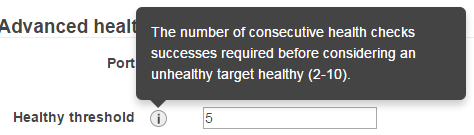 Advanced healt
The number of consecutive health checks
successes required before considering an
unhealthy target healthy (2-10).
Port
Healthy threshold i 5